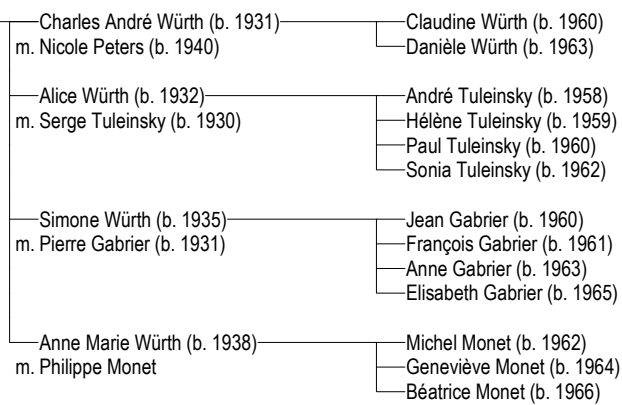 Charles André Würth (b. 1931) Claudine Würth (b. 1960)
m. Nicole Peters (b. 1940) Danièle Würth (b. 1963)
Alice Würth (b. 1932) André Tuleinsky (b. 1958)
m. Serge Tuleinsky (b. 1930) Hélène Tuleinsky (b. 1959)
Paul Tuleinsky (b. 1960)
Sonia Tuleinsky (b. 1962)
Simone Würth (b. 1935) Jean Gabrier (b. 1960)
m. Pierre Gabrier (b. 1931) François Gabrier (b. 1961)
Anne Gabrier (b. 1963)
Elisabeth Gabrier (b. 1965)
Anne Marie Würth (b. 1938) Michel Monet (b. 1962)
m. Philippe Monet Geneviève Monet (b. 1964)
Béatrice Monet (b. 1966)